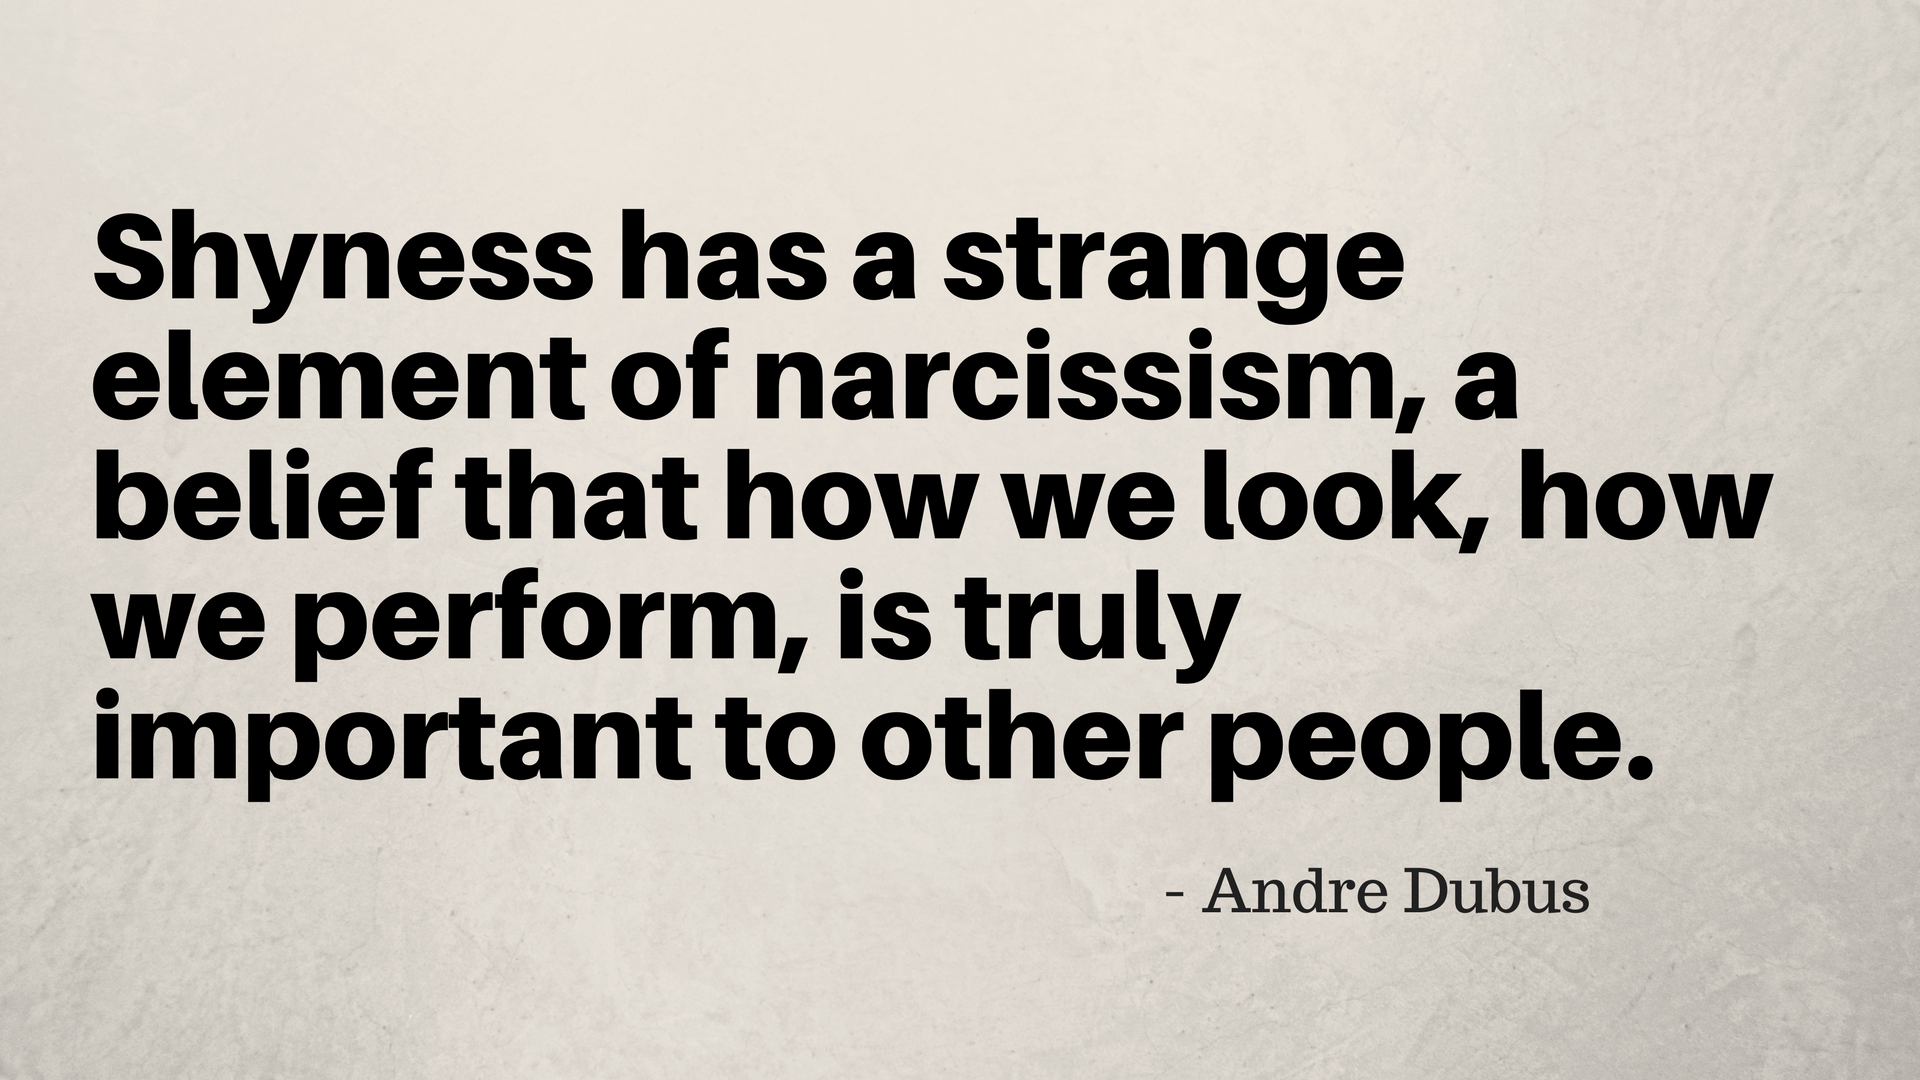 Shyness has a strange
element of narcissism, a
belief that how we look, how
we perform, is truly
important to other people.
- Andre Dubus